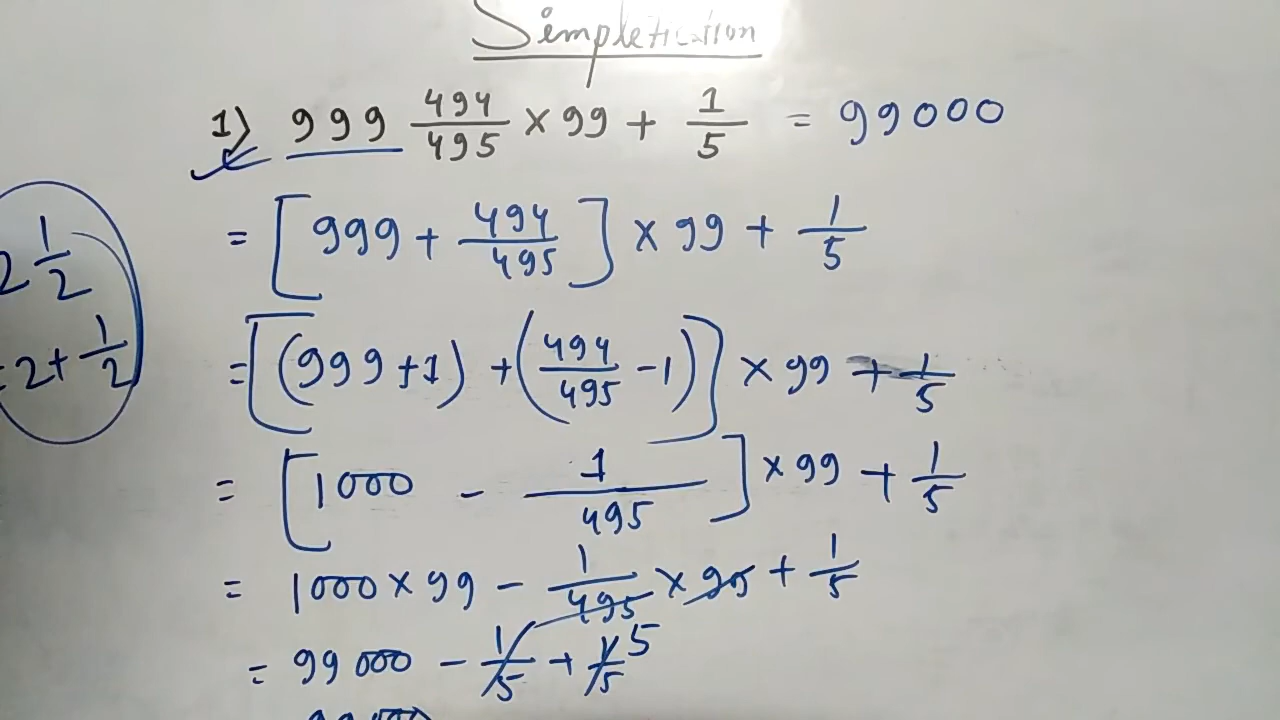 Simplification
1) 999 494/495 × 99 + 1/5 = 99000
= [999 + 494/495] × 99 + 1/5
2 1/2
= [(999 + 1) + (494/495 - 1)] × 99 + 1/5
= 2 + 1/2
= [1000 - 1/495] × 99 + 1/5
= 1000 × 99 - 1/495 × 99 + 1/5
5
= 99000 - 1/5 + 1/5